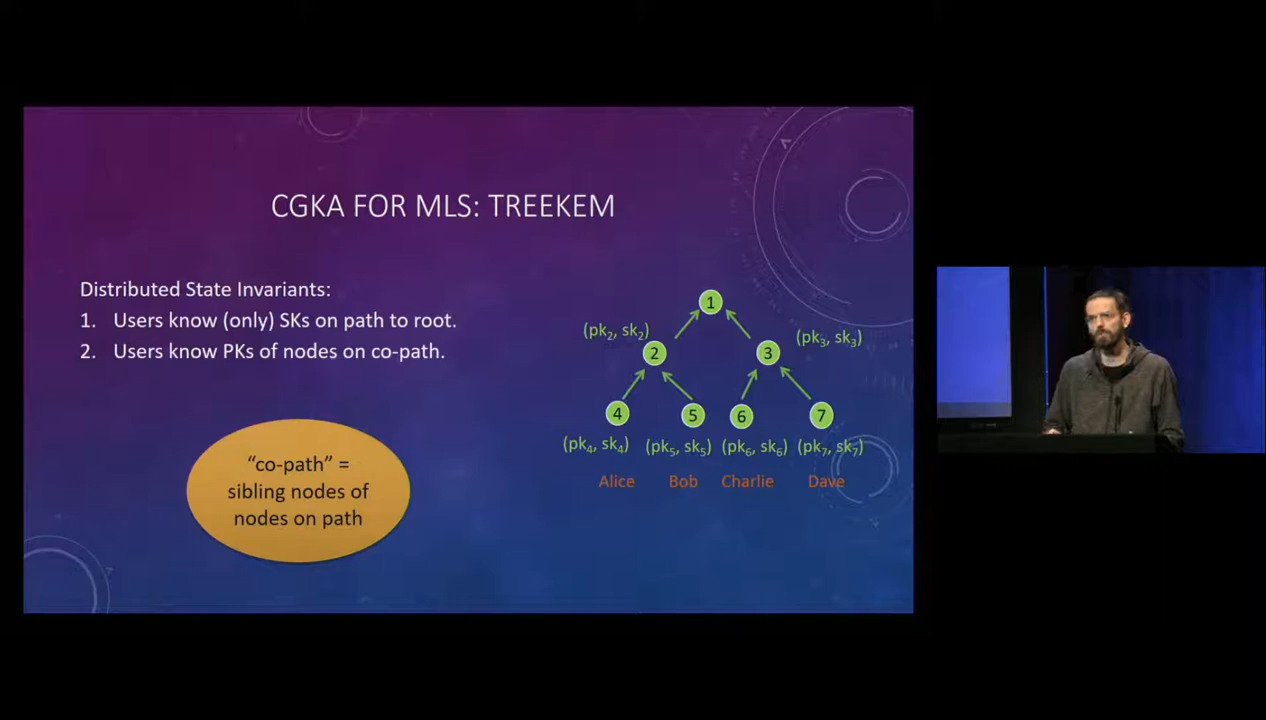 CGKA FOR MLS: TREEKEM
Distributed State Invariants:
1. Users know (only) SKs on path to root.
2. Users know PKs of nodes on co-path.
"co-path" =
sibling nodes of
nodes on path
1
(pk₂, sk₂)
2
3
(pk₃, sk₃)
4
5
6
7
(pk₄, sk₄)
(pk₅, sk₅)
(pk₆, sk₆)
(pk₇, sk₇)
Alice
Bob
Charlie
Dave